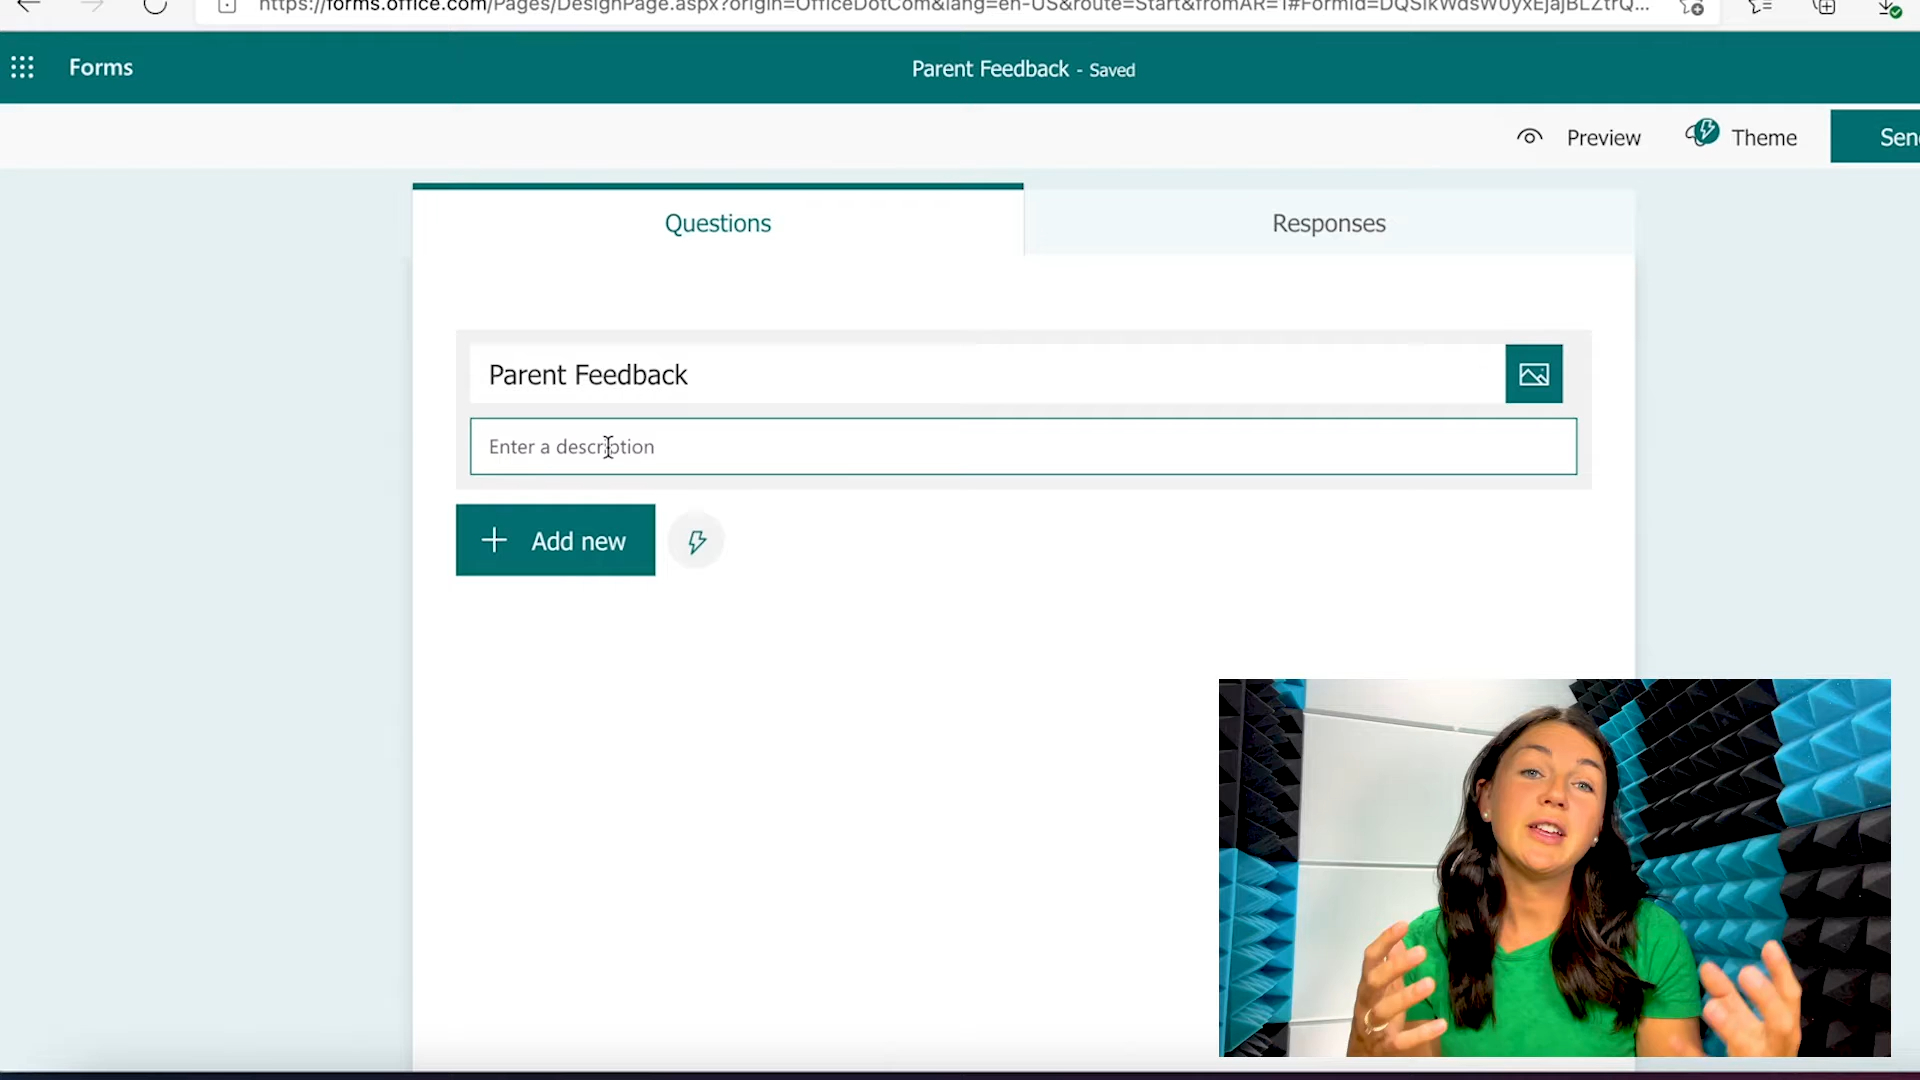 Forms
Parent Feedback - Saved
Preview
Theme
Questions
Responses
Parent Feedback
Enter a description
Add new